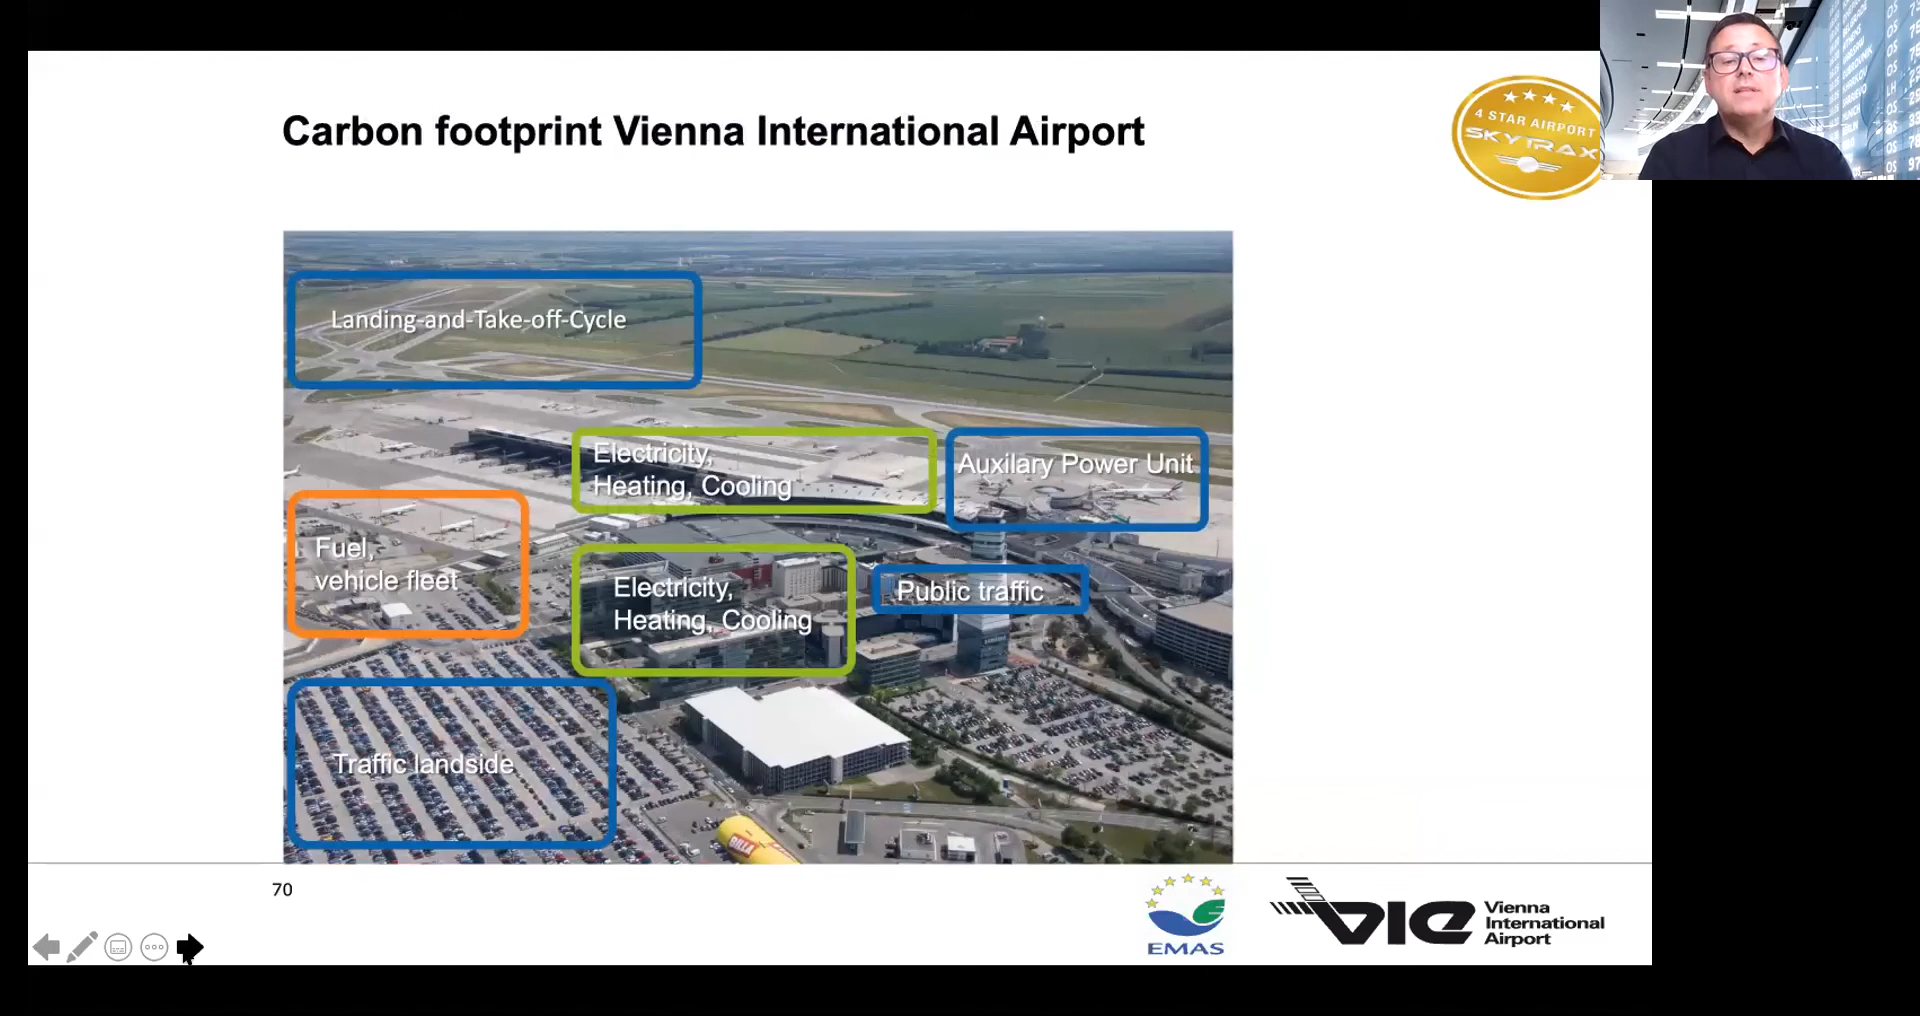 Carbon footprint Vienna International Airport
4 STAR AIRPORT
SKYTRAX
Landing-and-Take-off-Cycle
Electricity,
Heating, Cooling
Auxilary Power Unit
Fuel,
vehicle fleet
Electricity,
Heating, Cooling
Public traffic
Traffic landside
BILLA
70
EMAS
VIE
Vienna
International
Airport